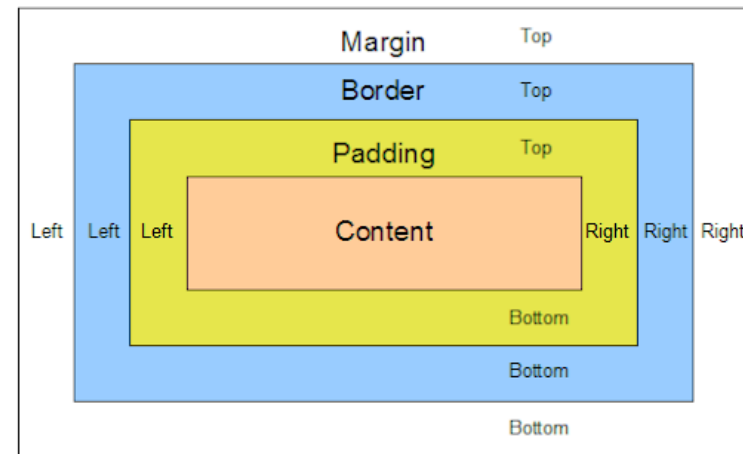 Margin Top
Border Top
Padding Top
Left Left Left Content Right Right Right
Bottom
Bottom
Bottom